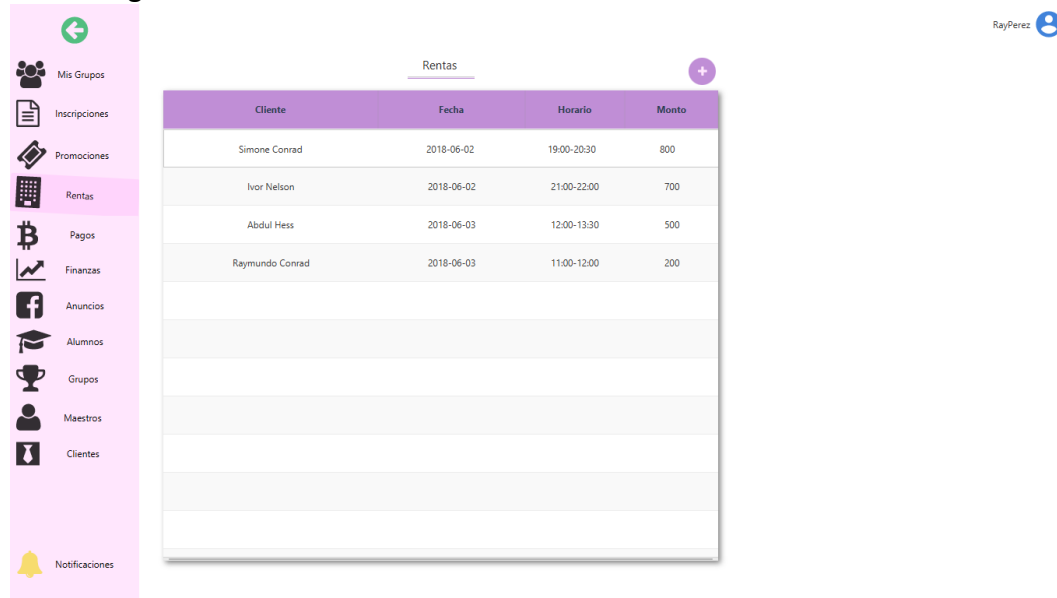 RayPerez
Mis Grupos
Inscripciones
Promociones
Rentas
Pagos
Finanzas
Anuncios
Alumnos
Grupos
Maestros
Clientes
Notificaciones
Rentas
Cliente Fecha Horario Monto
Simone Conrad 2018-06-02 19:00-20:30 800
Ivor Nelson 2018-06-02 21:00-22:00 700
Abdul Hess 2018-06-03 12:00-13:30 500
Raymundo Conrad 2018-06-03 11:00-12:00 200